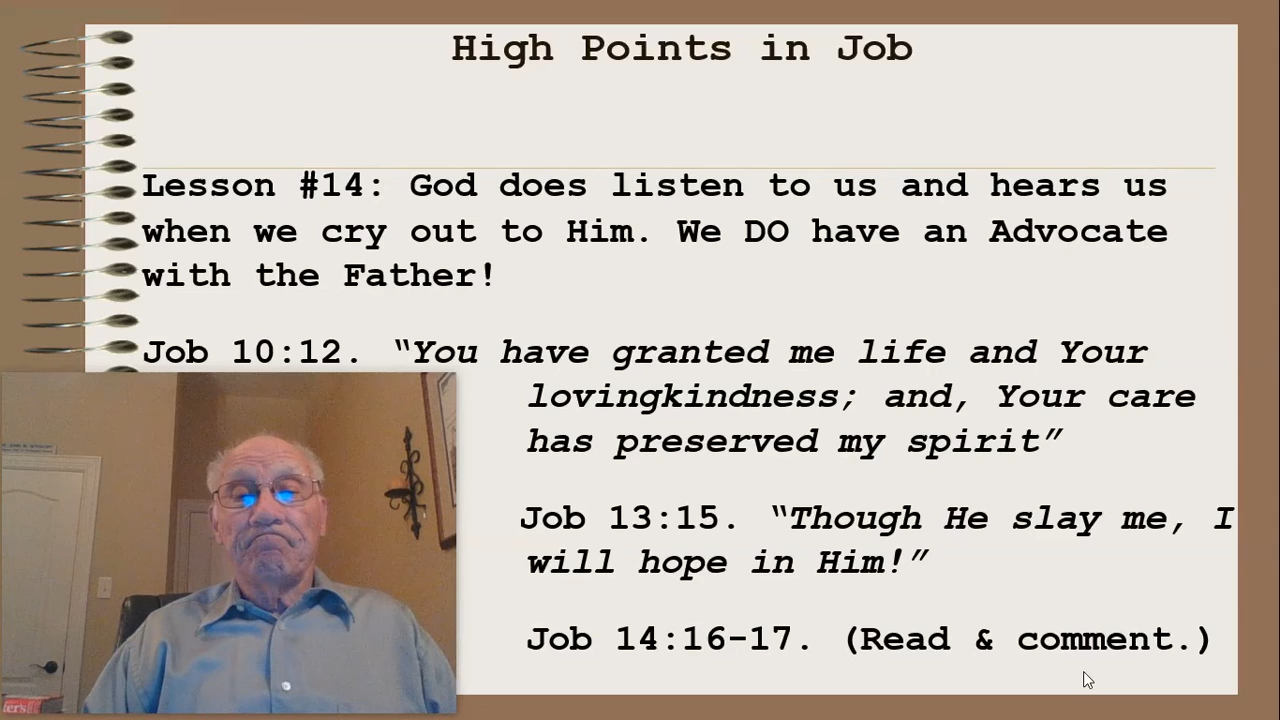 High Points in Job
Lesson #14: God does listen to us and hears us
when we cry out to Him. We DO have an Advocate
with the Father!
Job 10:12. “You have granted me life and Your
lovingkindness; and, Your care
has preserved my spirit”
Job 13:15. “Though He slay me, I
will hope in Him!”
Job 14:16-17. (Read & comment.)